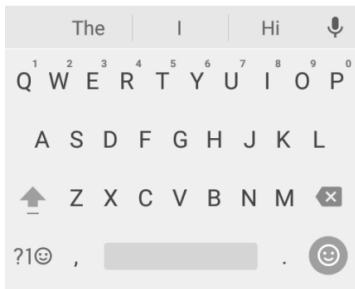 The I Hi
1 2 3 4 5 6 7 8 9 0
Q W E R T Y U I O P
A S D F G H J K L
Z X C V B N M
?1☺ , .